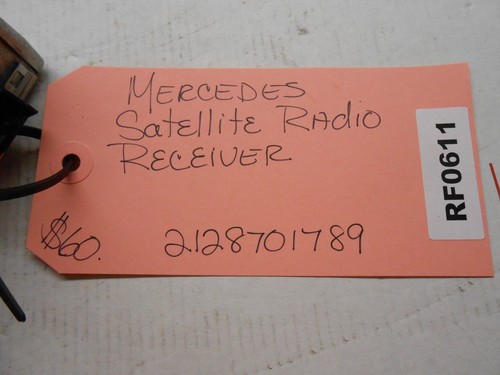 MERCEDES
Satellite Radio
RECEIVER
$60.
2128701789
RF0611